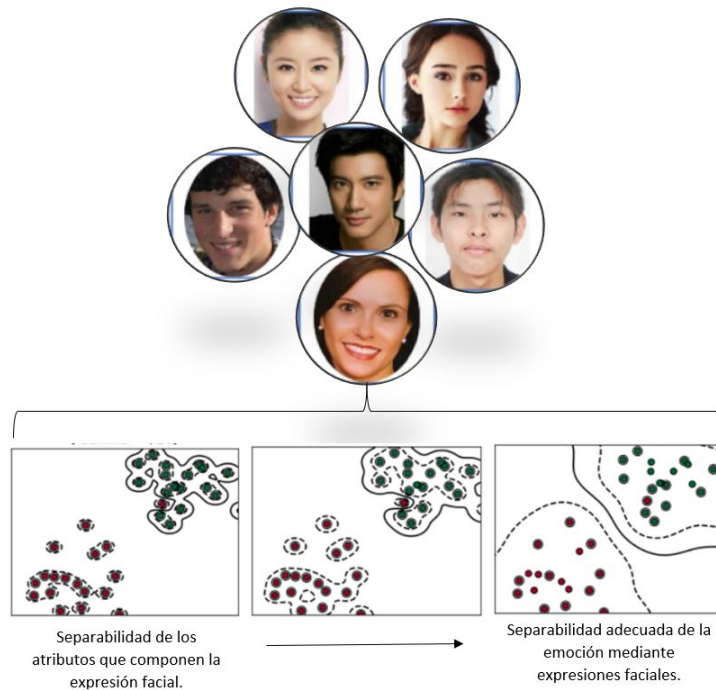 Separabilidad de los
atributos que componen la
expresión facial.
Separabilidad adecuada de la
emoción mediante
expresiones faciales.